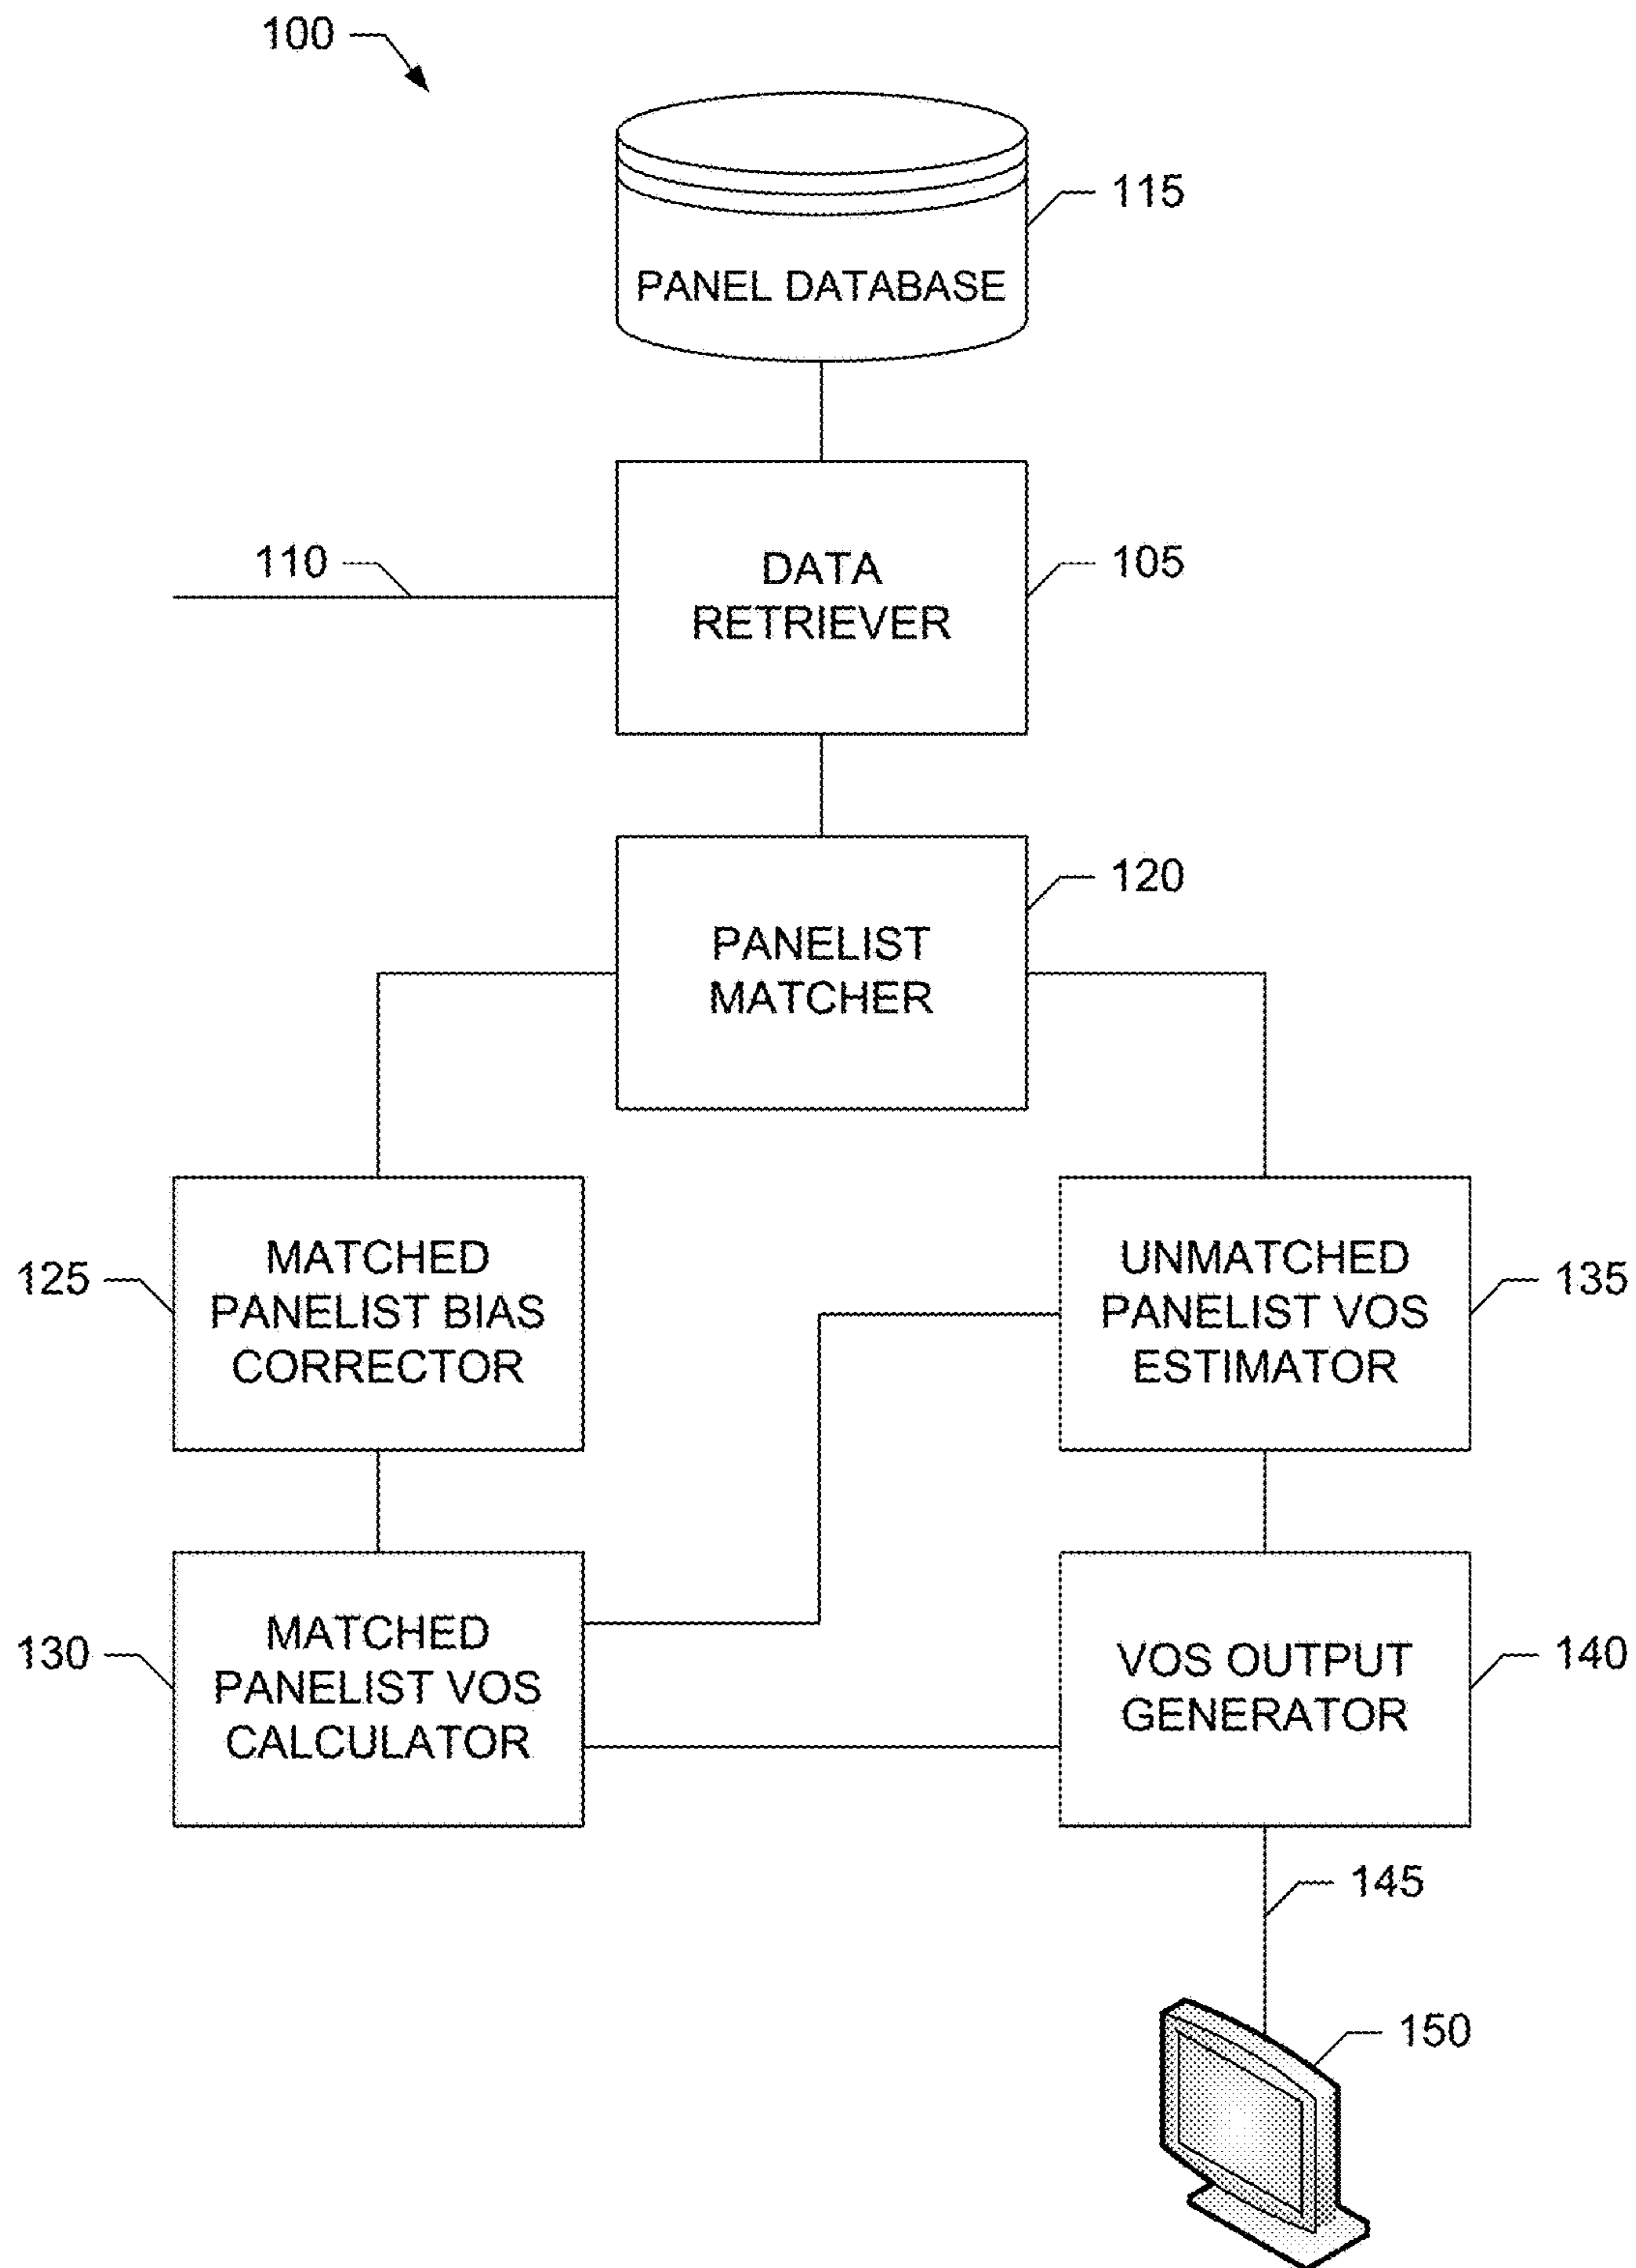 100
115
PANEL DATABASE
110
DATA
RETRIEVER
105
120
PANELIST
MATCHER
125
MATCHED
PANELIST BIAS
CORRECTOR
UNMATCHED
PANELIST VOS
ESTIMATOR
135
130
MATCHED
PANELIST VOS
CALCULATOR
VOS OUTPUT
GENERATOR
140
145
150